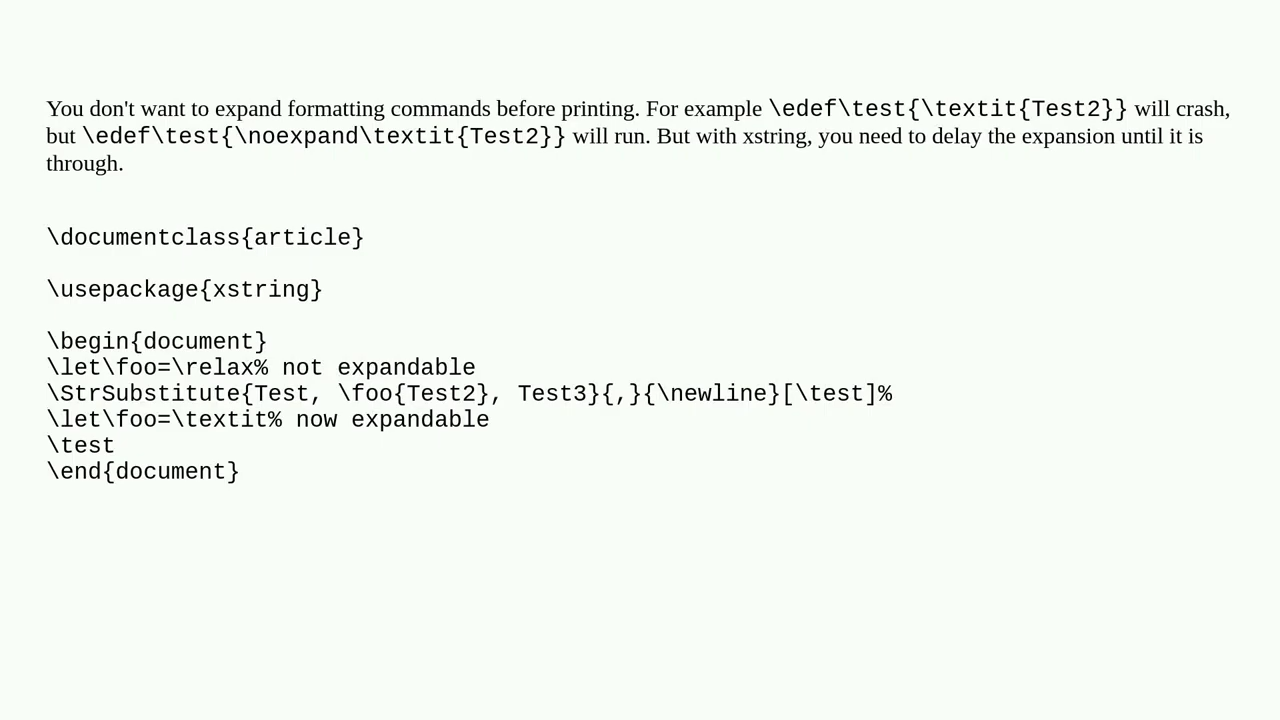 You don't want to expand formatting commands before printing. For example \edef\test{\textit{Test2}} will crash,
but \edef\test{\noexpand\textit{Test2}} will run. But with xstring, you need to delay the expansion until it is
through.
\documentclass{article}
\usepackage{xstring}
\begin{document}
\let\foo=\relax% not expandable
\StrSubstitute{Test, \foo{Test2}, Test3}{,}{\newline}[\test]%
\let\foo=\textit% now expandable
\test
\end{document}